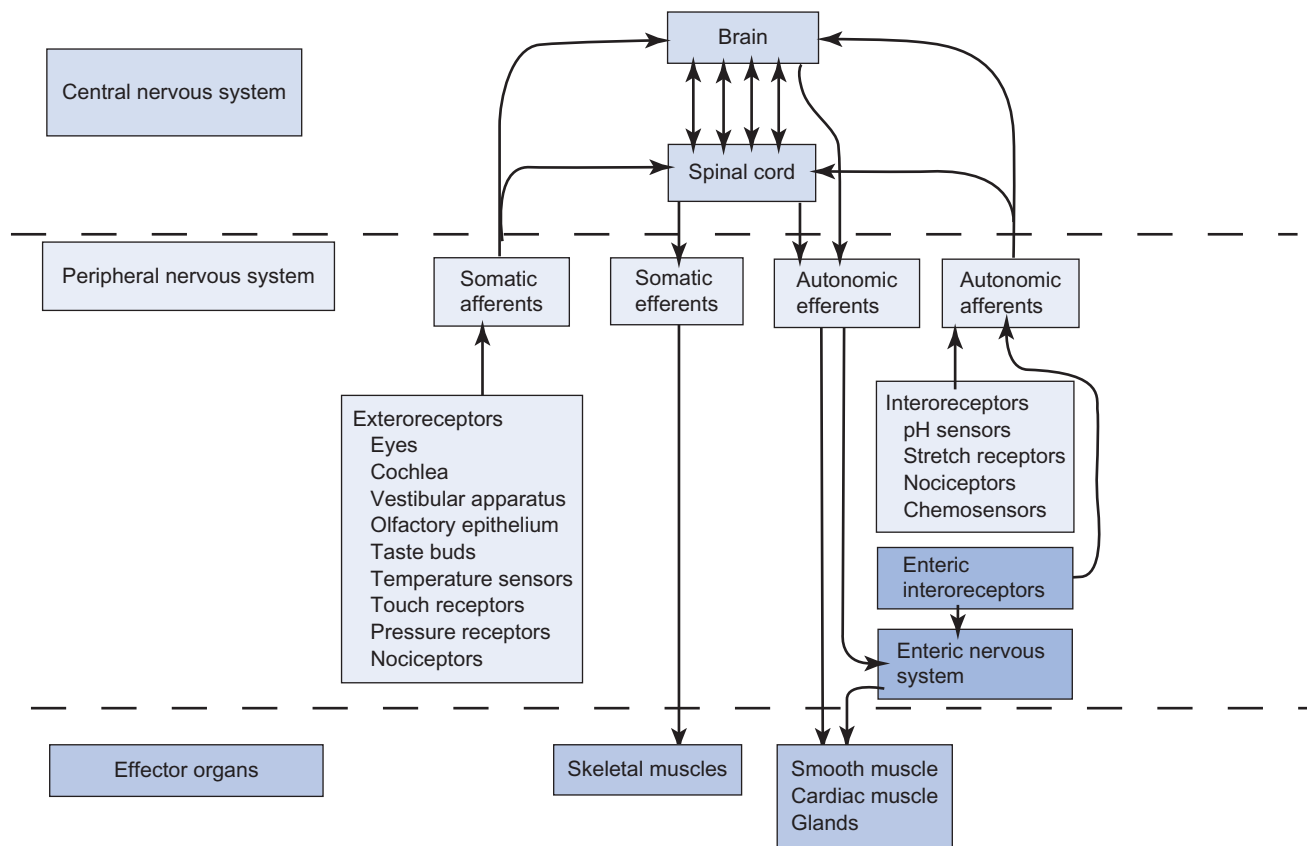 Brain
Central nervous system
Spinal cord
Peripheral nervous system
Somatic
afferents
Somatic
efferents
Autonomic
efferents
Autonomic
afferents
Exteroreceptors
Eyes
Cochlea
Vestibular apparatus
Olfactory epithelium
Taste buds
Temperature sensors
Touch receptors
Pressure receptors
Nociceptors
Interoreceptors
pH sensors
Stretch receptors
Nociceptors
Chemosensors
Enteric
interoreceptors
Enteric nervous
system
Effector organs
Skeletal muscles
Smooth muscle
Cardiac muscle
Glands